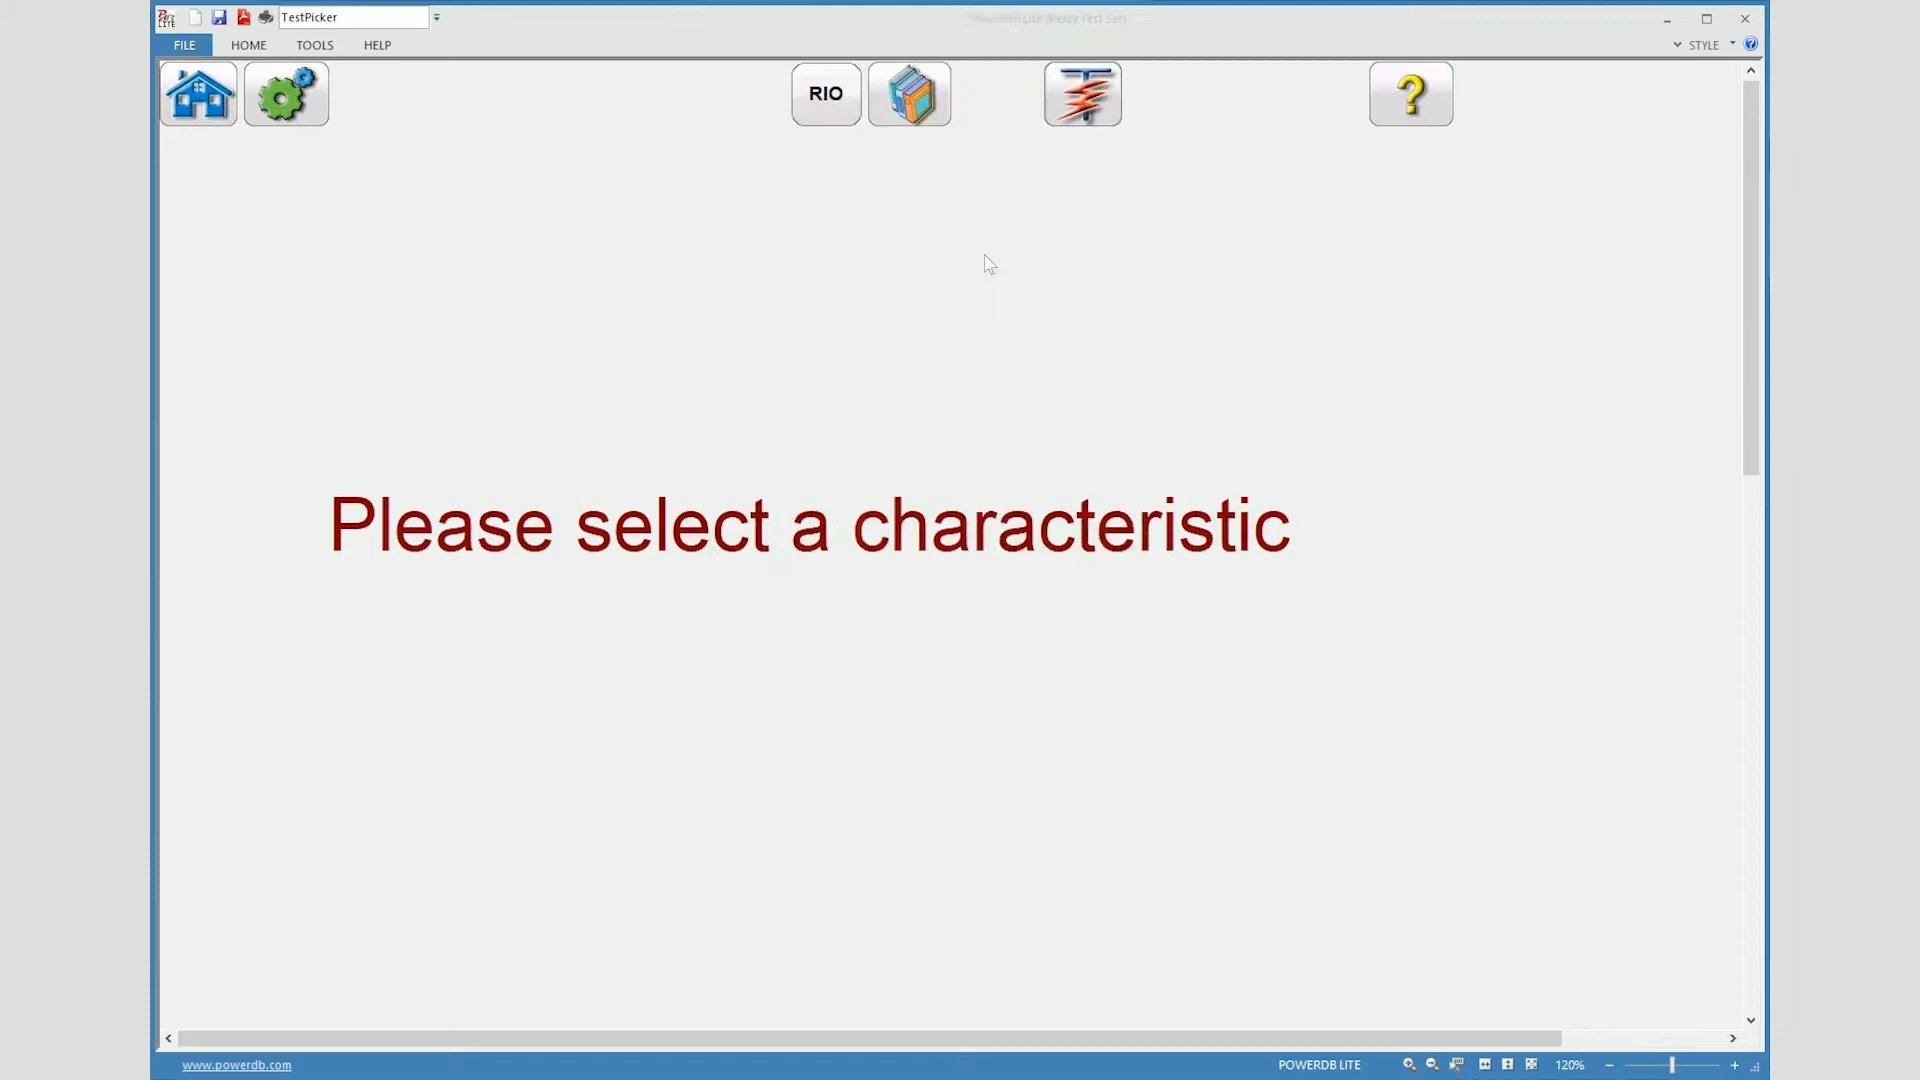 TestPicker
FILE HOME TOOLS HELP STYLE
RIO
Please select a characteristic
www.powerdb.com POWERDB LITE 120%